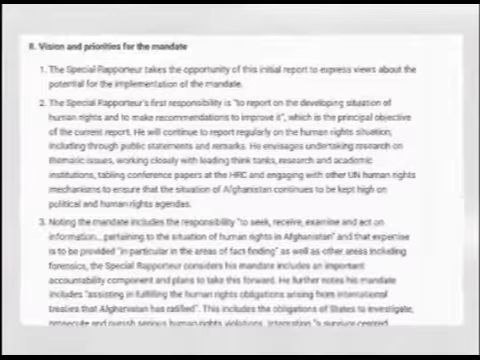 II. Vision and priorities for the mandate
1. The Special Rapporteur takes the opportunity of this initial report to express views about the
potential for the implementation of the mandate.
2. The Special Rapporteur's first responsibility is "to report on the developing situation of
human rights and to make recommendations to improve it", which is the principal objective
of the current report. He will continue to report regularly on the human rights situation,
including through public statements and remarks. He envisages undertaking research on
thematic issues, working closely with leading think tanks, research and academic
institutions, tabling conference papers at the HRC and engaging with other UN human rights
mechanisms to ensure that the situation of Afghanistan continues to be kept high on
political and human rights agendas.
3. Noting the mandate includes the responsibility "to seek, receive, examine and act on
information... pertaining to the situation of human rights in Afghanistan" and that expertise
is to be provided "in particular in the areas of fact-finding" as well as other areas including
forensics, the Special Rapporteur considers his mandate includes an important
accountability component and plans to take this forward. He further notes his mandate
includes "assisting in fulfilling the human rights obligations arising from international
treaties that Afghanistan has ratified". This includes the obligations of States to investigate,
prosecute and punish serious human rights violations. Integrating "a survivor-centred